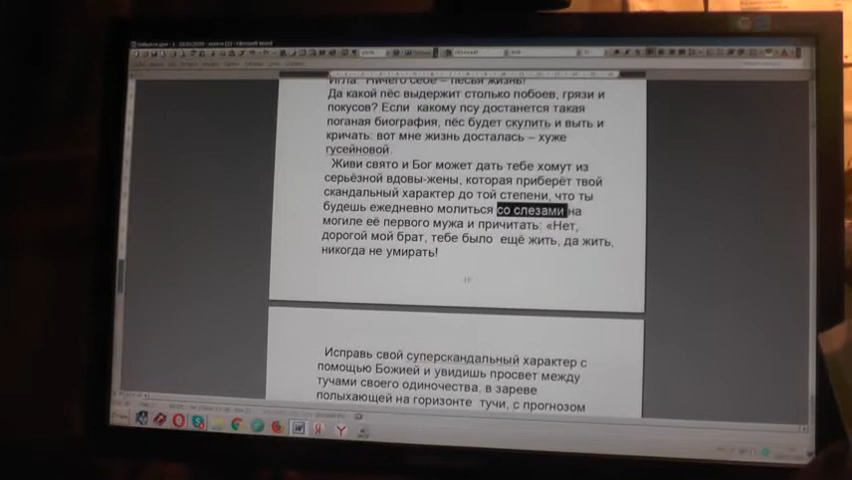 Игла: Ничего себе – песья жизнь!
Да какой пёс выдержит столько побоев, грязи и
покусов? Если какому псу достанется такая
поганая биография, пёс будет скулить и выть и
кричать: вот мне жизнь досталась – хуже
гусейновой.
Живи свято и Бог может дать тебе хомут из
серьёзной вдовы-жены, которая приберёт твой
скандальный характер до той степени, что ты
будешь ежедневно молиться со слезами на
могиле её первого мужа и причитать: «Нет,
дорогой мой брат, тебе было ещё жить, да жить,
никогда не умирать!
Исправь свой суперскандальный характер с
помощью Божией и увидишь просвет между
тучами своего одиночества, в зареве
полыхающей на горизонте тучи, с прогнозом